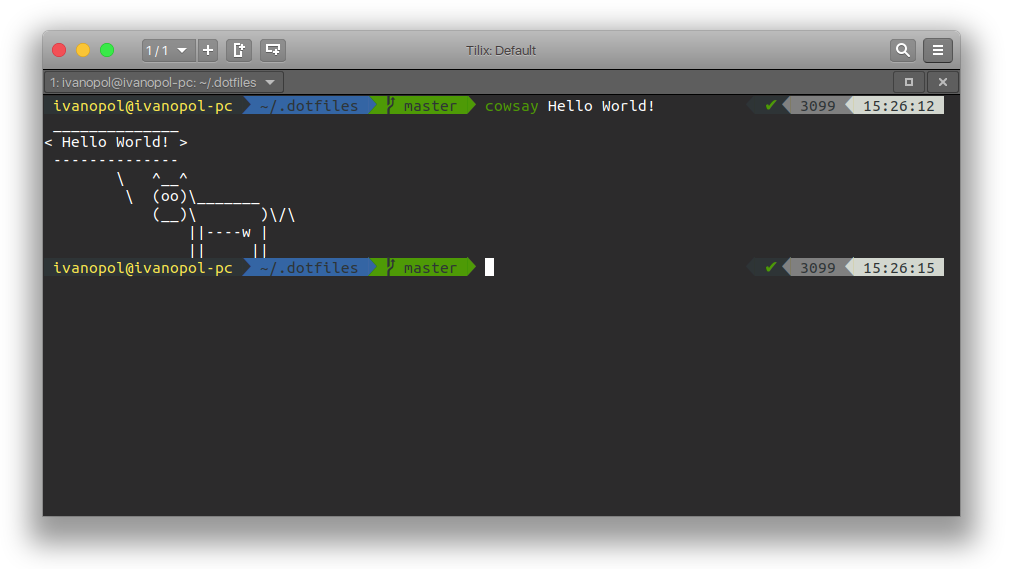 1 / 1
Tilix: Default
1: ivanopol@ivanopol-pc: ~/.dotfiles
ivanopol@ivanopol-pc ~/.dotfiles master cowsay Hello World! ✔ 3099 15:26:12
 ______________
< Hello World! >
 --------------
        \   ^__^
         \  (oo)\_______
            (__)\       )\/\
                ||----w |
                ||     ||
ivanopol@ivanopol-pc ~/.dotfiles master ✔ 3099 15:26:15